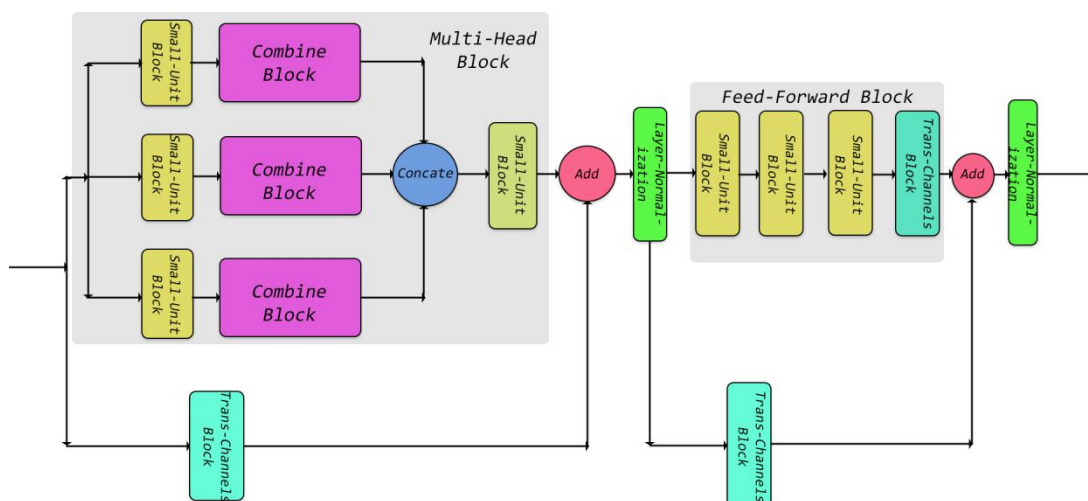 Multi-Head
Block
Small-Unit
Block
Combine
Block
Small-Unit
Block
Combine
Block
Small-Unit
Block
Combine
Block
Concate
Small-Unit
Block
Add
Trans-Channels
Block
Layer-Normal-
ization
Feed-Forward Block
Small-Unit
Block
Small-Unit
Block
Small-Unit
Block
Trans-Channels
Block
Add
Layer-Normal-
ization
Trans-Channels
Block